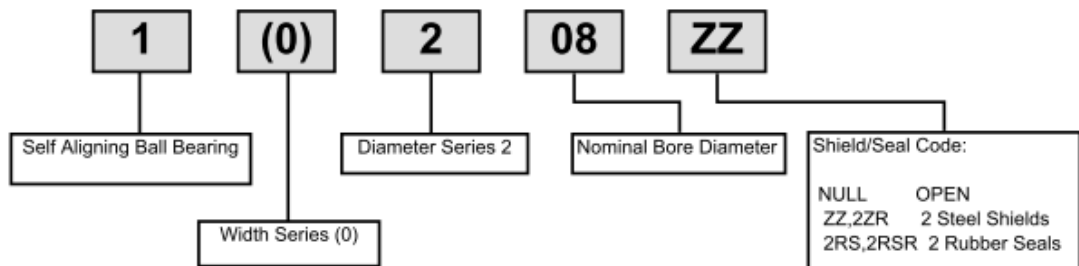 1 (0) 2 08 ZZ
Self Aligning Ball Bearing
Diameter Series 2
Nominal Bore Diameter
Width Series (0)
Shield/Seal Code:
NULL OPEN
ZZ,2ZR 2 Steel Shields
2RS,2RSR 2 Rubber Seals